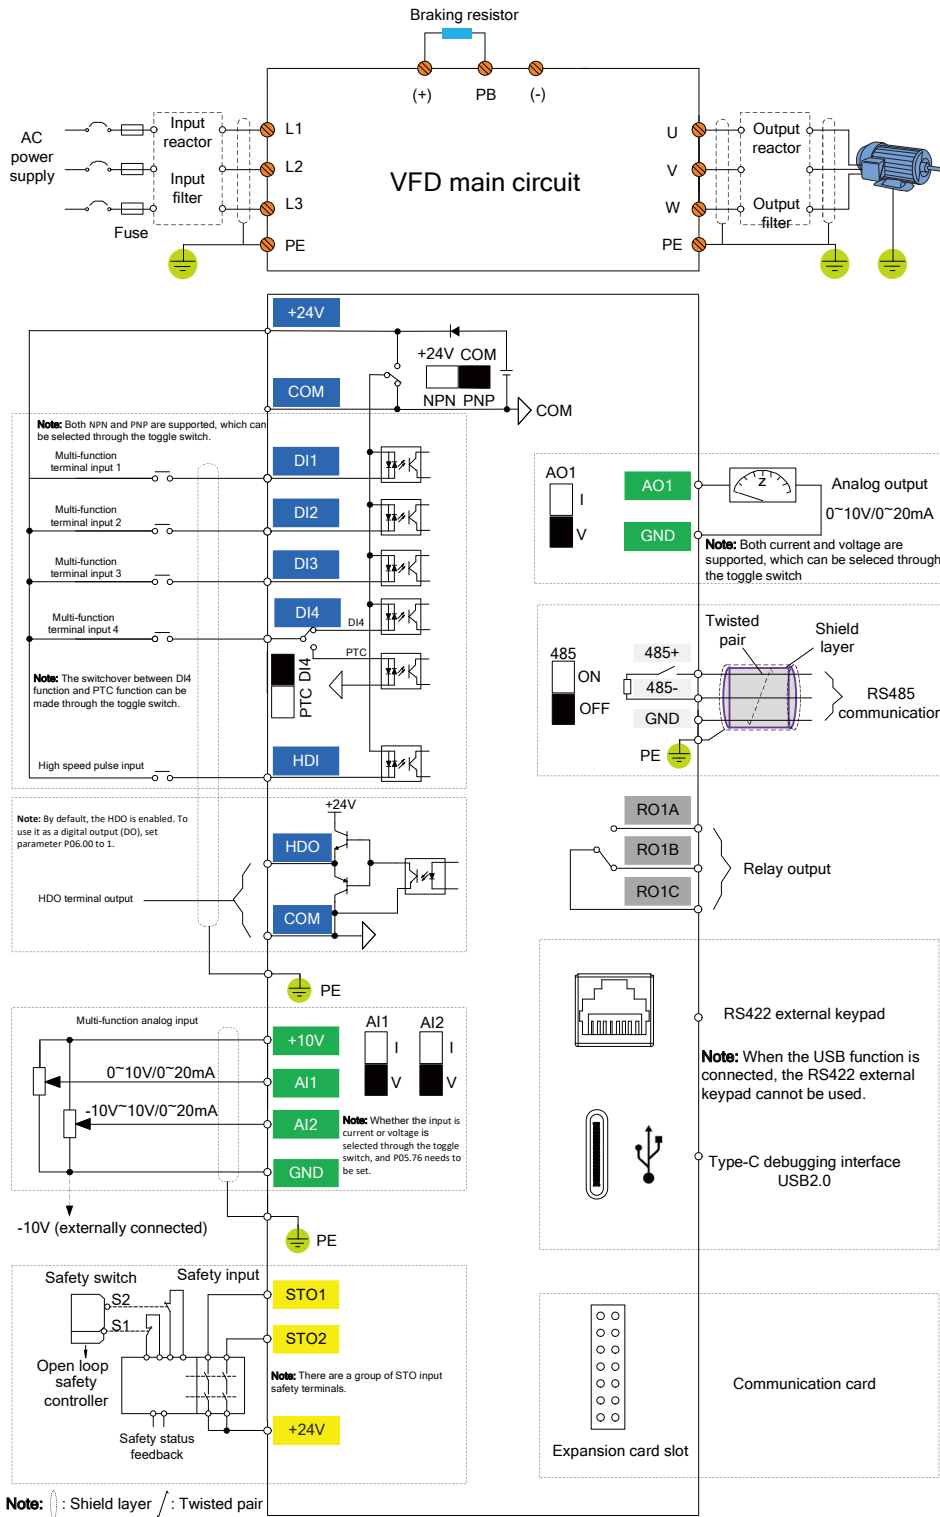 Braking resistor
(+)
PB
(-)
AC
power
supply
Input
reactor
Input
filter
Fuse
L1
L2
L3
PE
VFD main circuit
U
V
W
PE
Output
reactor
Output
filter
+24V
COM
+24V COM
NPN PNP
COM
Note: Both NPN and PNP are supported, which can
be selected through the toggle switch.
Multi-function
terminal input 1
DI1
Multi-function
terminal input 2
DI2
Multi-function
terminal input 3
DI3
Multi-function
terminal input 4
DI4
DI4
PTC
PTC DI4
Note: The switchover between DI4
function and PTC function can be
made through the toggle switch.
High speed pulse input
HDI
Note: By default, the HDO is enabled. To
use it as a digital output (DO), set
parameter P06.00 to 1.
+24V
HDO
HDO terminal output
COM
PE
Multi-function analog input
+10V
0~10V/0~20mA
AI1
-10V~10V/0~20mA
AI2
GND
AI1
I
V
AI2
I
V
Note: Whether the input is
current or voltage is
selected through the toggle
switch, and P05.76 needs to
be set.
-10V (externally connected)
PE
Safety switch
Safety input
S2
S1
STO1
STO2
Open loop
safety
controller
Note: There are a group of STO input
safety terminals.
+24V
Safety status
feedback
Note: : Shield layer : Twisted pair
AO1
I
V
AO1
GND
Z
Analog output
0~10V/0~20mA
Note: Both current and voltage are
supported, which can be seleced through
the toggle switch
485
ON
OFF
485+
485-
GND
PE
Twisted
pair
Shield
layer
RS485
communication
RO1A
RO1B
RO1C
Relay output
RS422 external keypad
Note: When the USB function is
connected, the RS422 external
keypad cannot be used.
Type-C debugging interface
USB2.0
Communication card
Expansion card slot